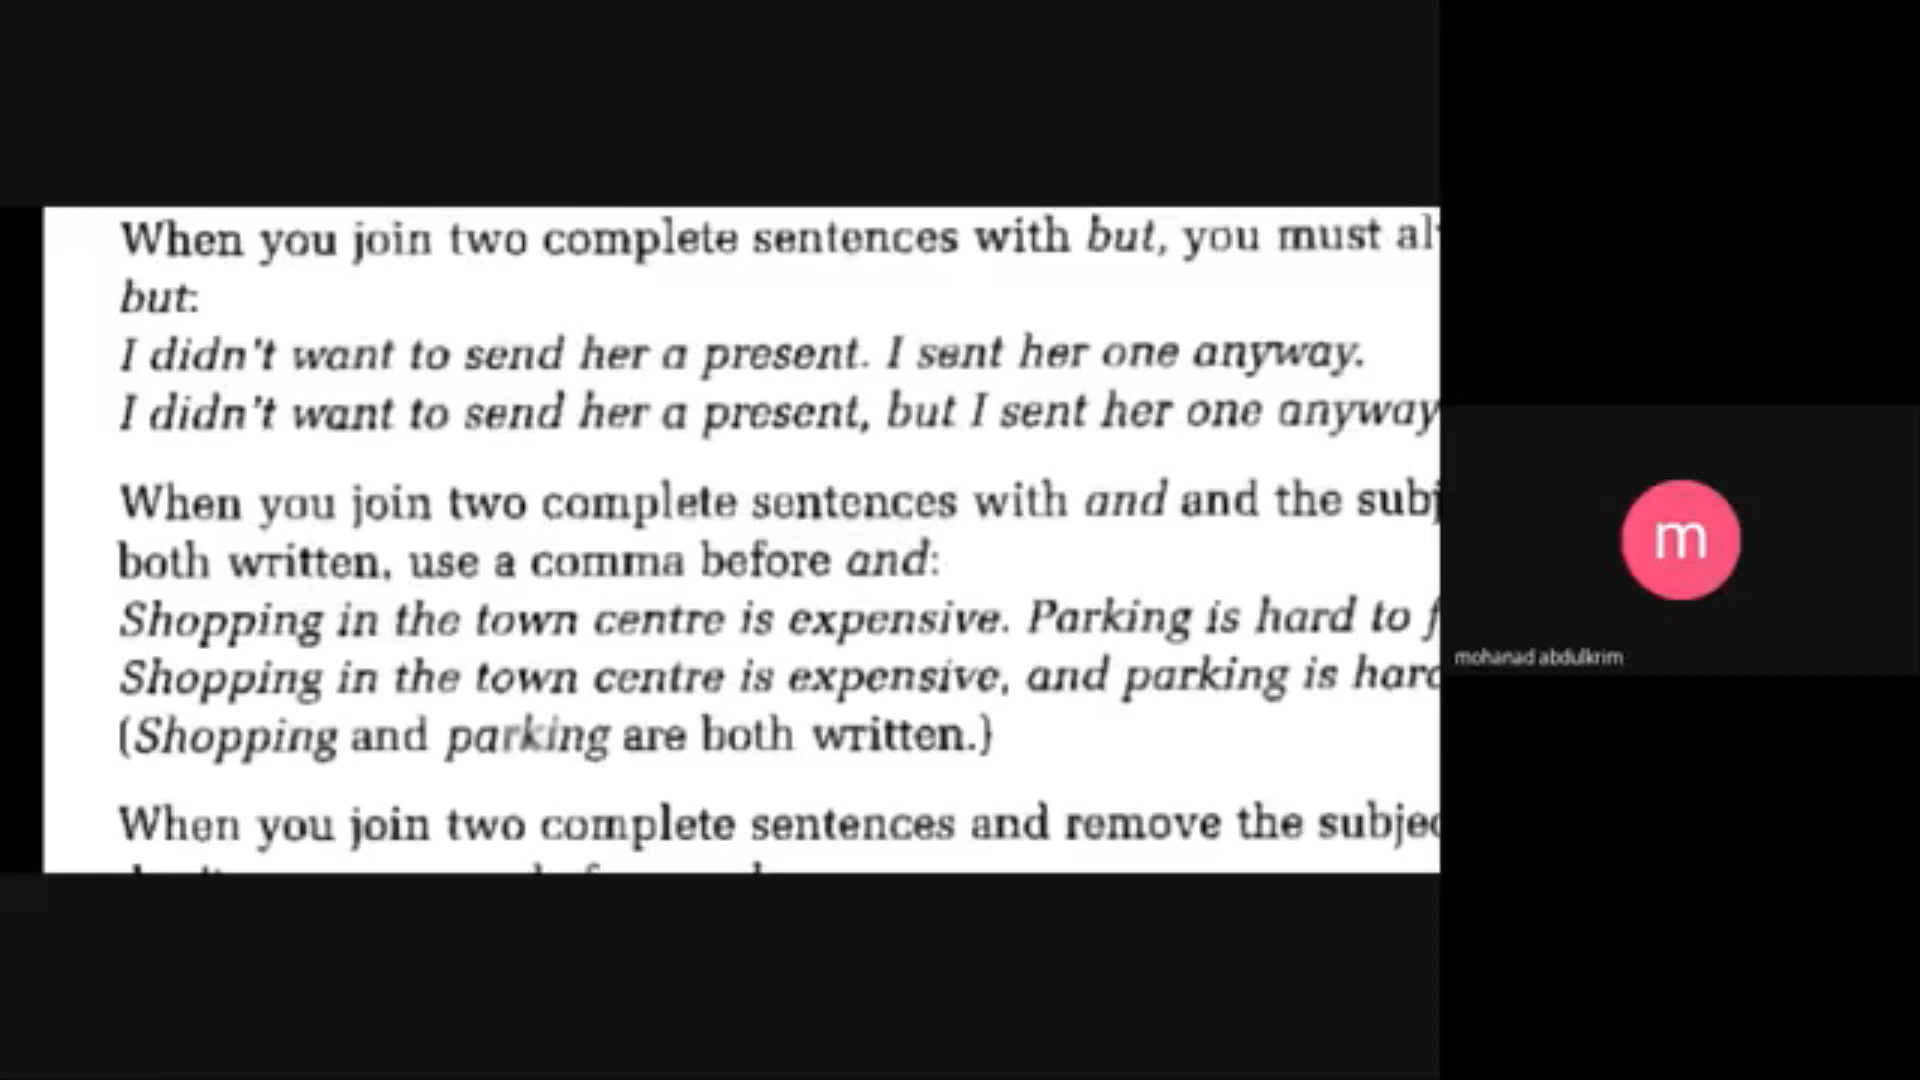 When you join two complete sentences with but, you must
but:
I didn't want to send her a present. I sent her one anyway.
I didn't want to send her a present, but I sent her one anyway
When you join two complete sentences with and and the
both written, use a comma before and:
Shopping in the town centre is expensive. Parking is hard to
Shopping in the town centre is expensive, and parking is
(Shopping and parking are both written.)
When you join two complete sentences and remove the
m
mohanad abdulkrim